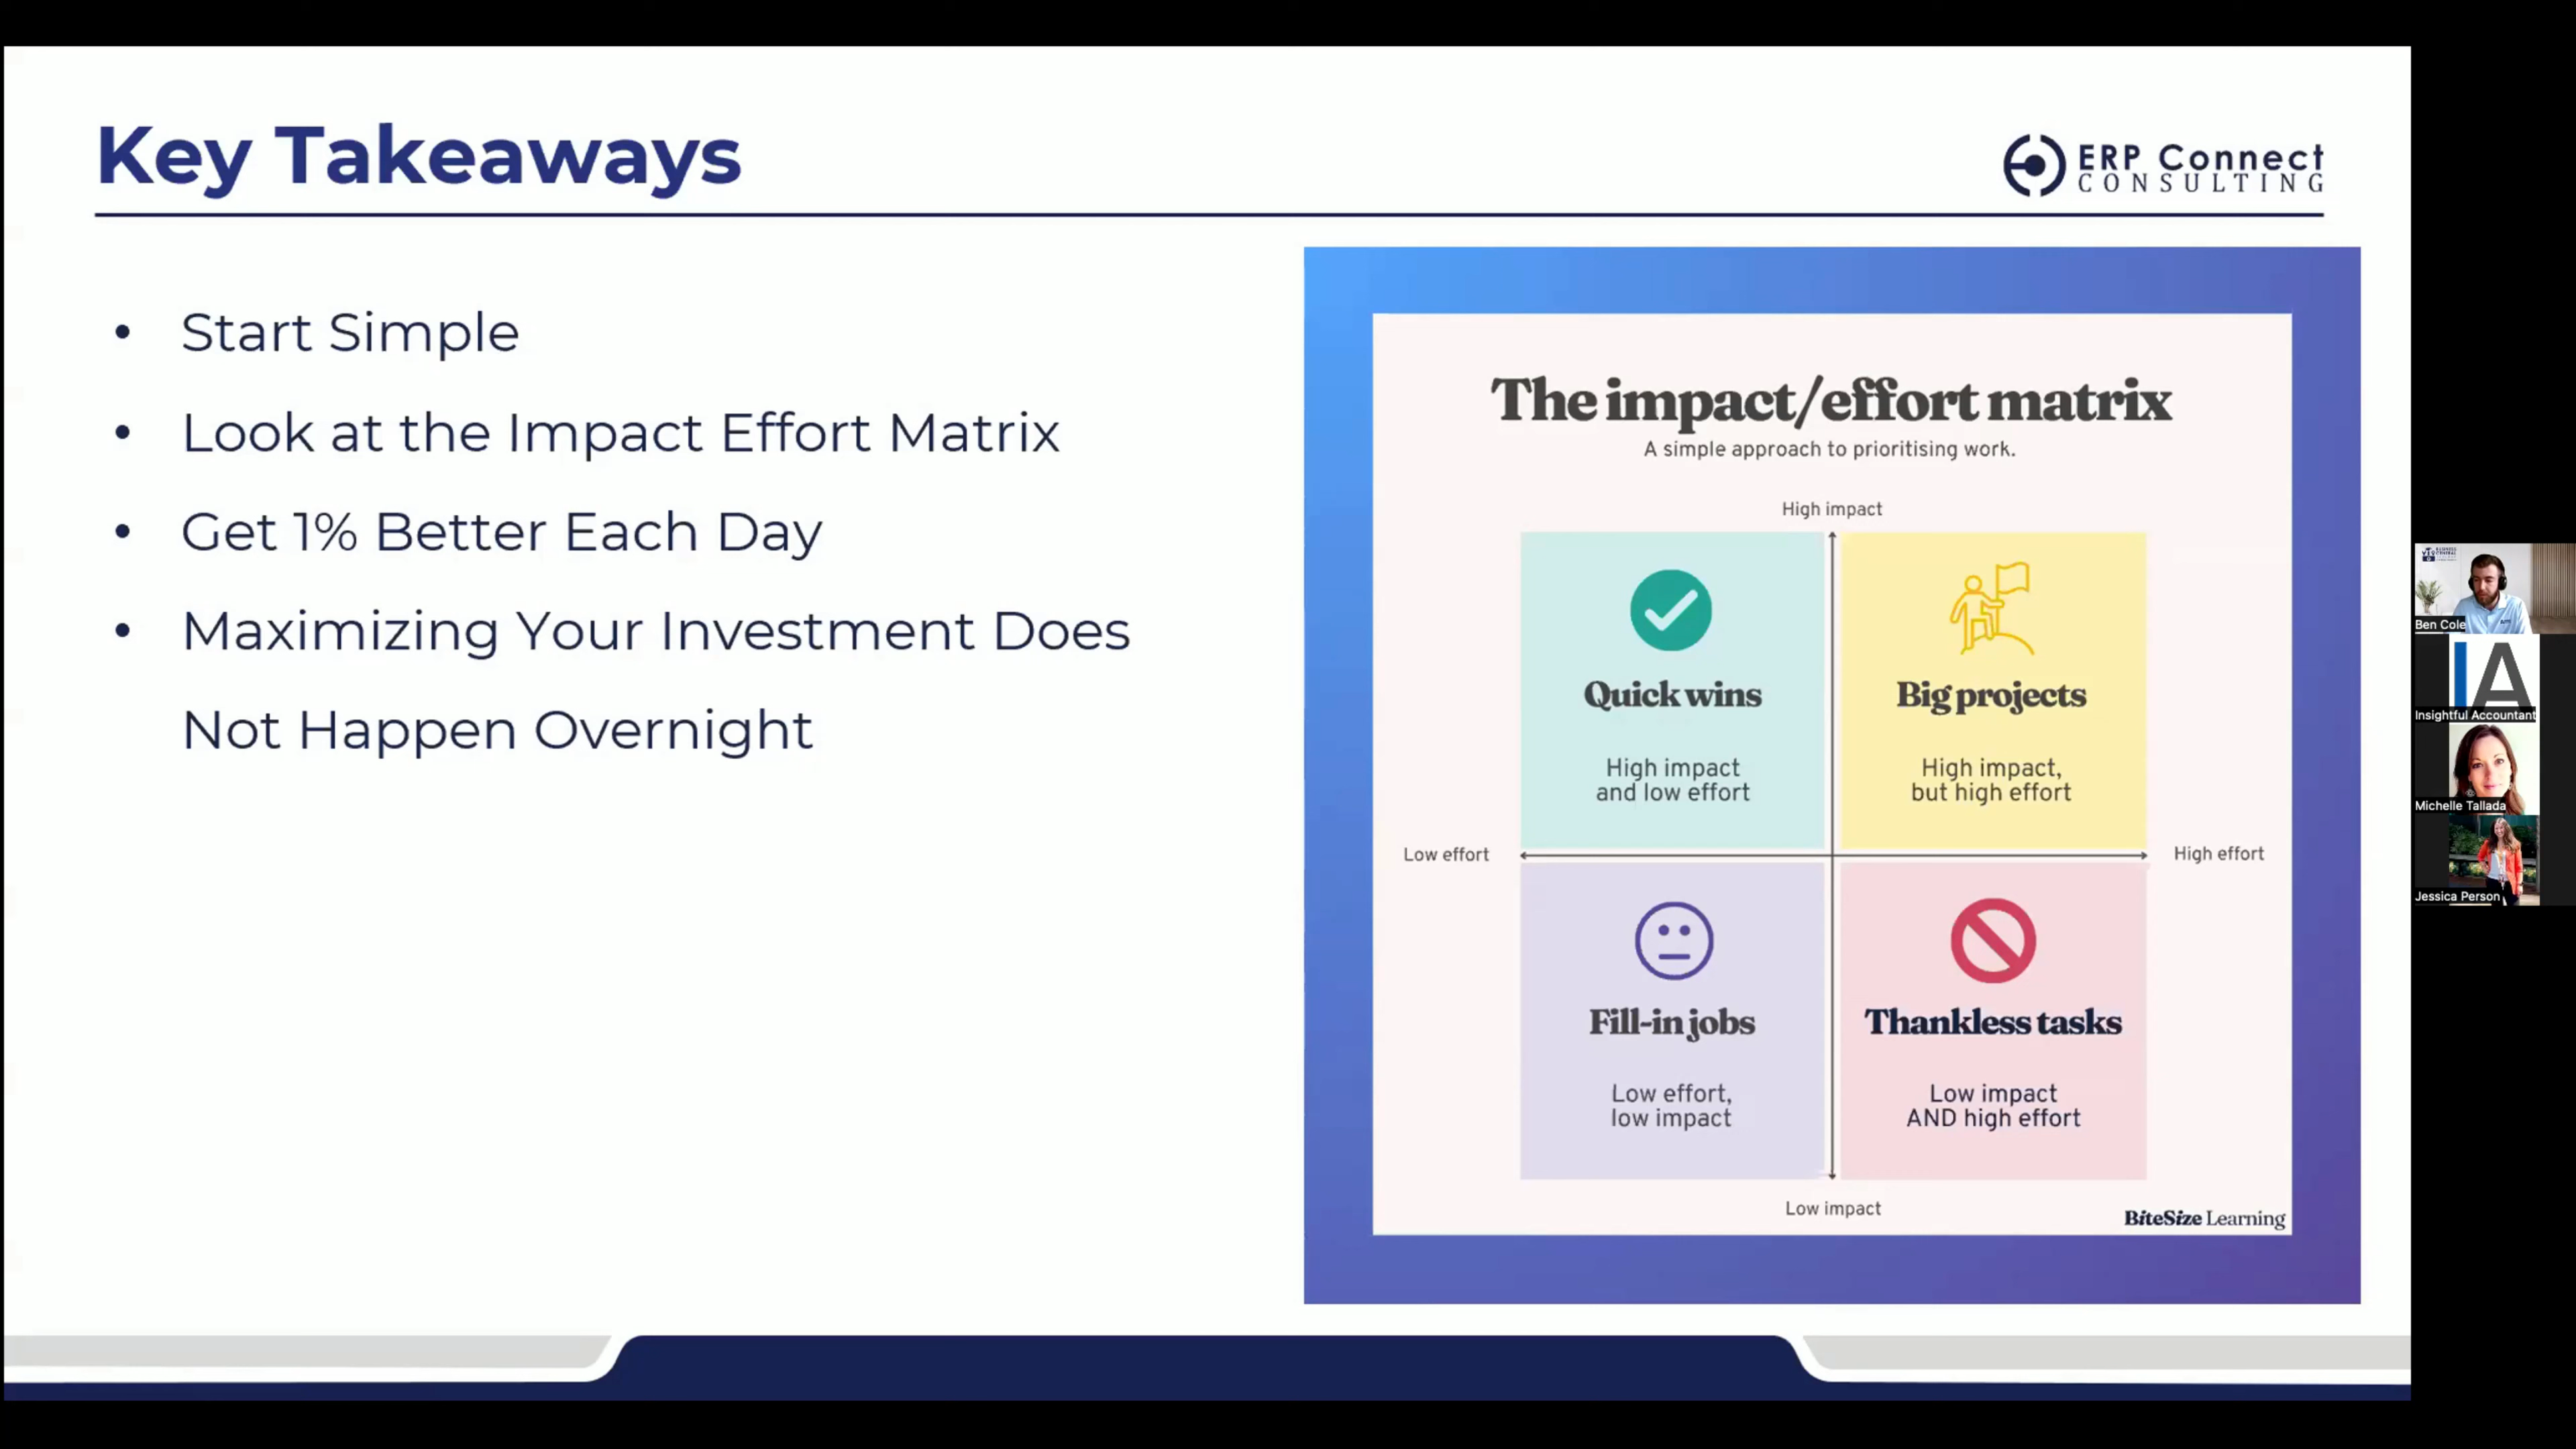 Key Takeaways
ERP Connect
CONSULTING
• Start Simple
• Look at the Impact Effort Matrix
• Get 1% Better Each Day
• Maximizing Your Investment Does
Not Happen Overnight
The impact/effort matrix
A simple approach to prioritising work.
High impact
Quick wins
High impact
and low effort
Big projects
High impact,
but high effort
Low effort
High effort
Fill-in jobs
Low effort,
low impact
Thankless tasks
Low impact
AND high effort
Low impact
BiteSize Learning
Ben Cole
IA
Insightful Accountant
Michelle Tallada
Jessica Person